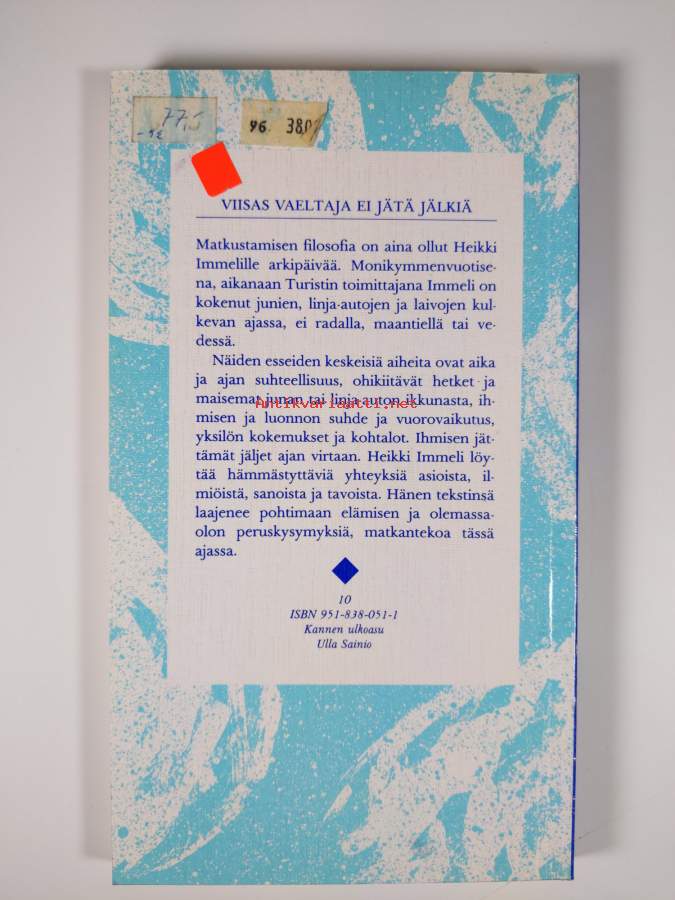 77,-
96. 380
VIISAS VAELTAJA EI JÄTÄ JÄLKIÄ
Matkustamisen filosofia on aina ollut Heikki
Immelille arkipäivää. Monikymmenvuotise-
na, aikanaan Turistin toimittajana Immeli on
kokenut junien, linja-autojen ja laivojen kul-
kevan ajassa, ei radalla, maantiellä tai ve-
dessä.
Näiden esseiden keskeisiä aiheita ovat aika
ja ajan suhteellisuus, ohikiitävät hetket ja
maisemat junan tai linja-auton ikkunasta, ih-
Antikvariaatti.net
misen ja luonnon suhde ja vuorovaikutus,
yksilön kokemukset ja kohtalot. Ihmisen jät-
tämät jäljet ajan virtaan. Heikki Immeli löy-
tää hämmästyttäviä yhteyksiä asioista, il-
miöistä, sanoista ja tavoista. Hänen tekstinsä
laajenee pohtimaan elämisen ja olemassa-
olon peruskysymyksiä, matkantekoa tässä
ajassa.
10
ISBN 951-838-051-1
Kannen ulkoasu
Ulla Sainio